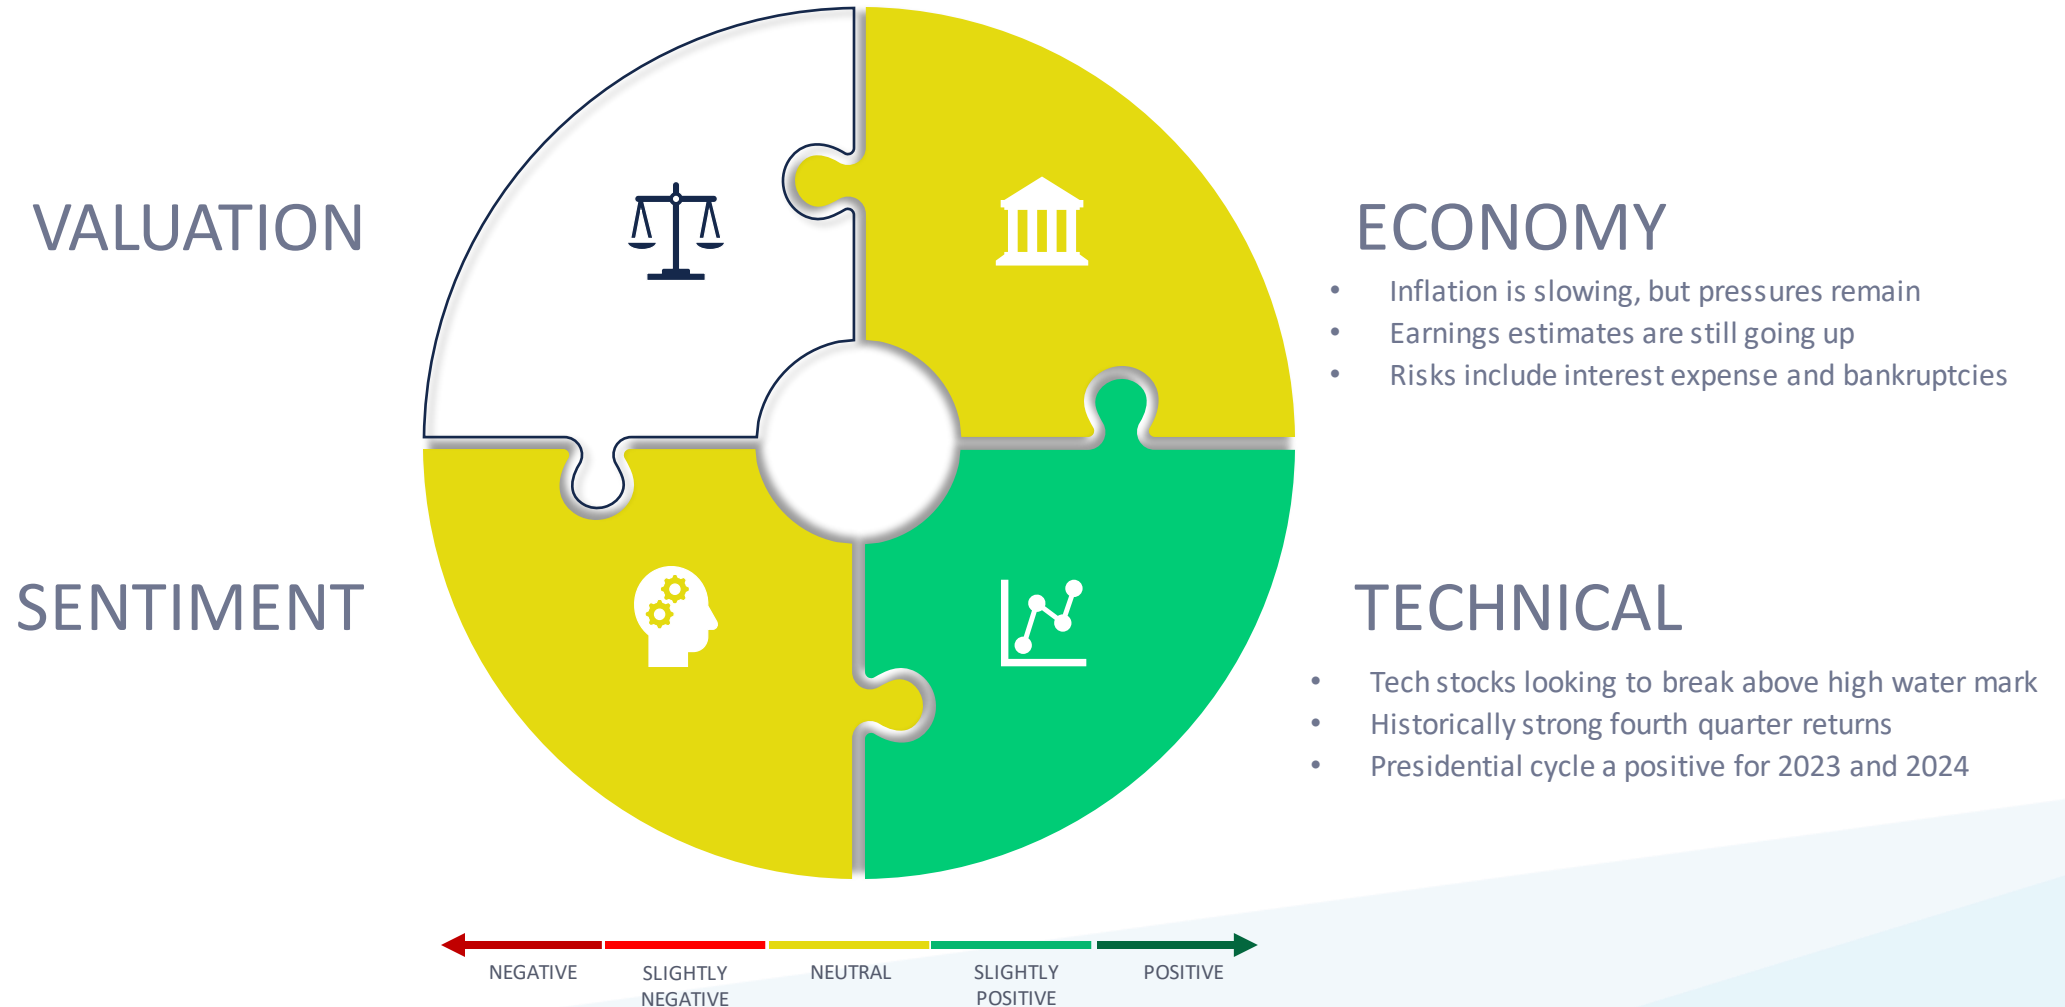 VALUATION
ECONOMY
• Inflation is slowing, but pressures remain
• Earnings estimates are still going up
• Risks include interest expense and bankruptcies
SENTIMENT
TECHNICAL
• Tech stocks looking to break above high water mark
• Historically strong fourth quarter returns
• Presidential cycle a positive for 2023 and 2024
NEGATIVE
SLIGHTLY
NEGATIVE
NEUTRAL
SLIGHTLY
POSITIVE
POSITIVE